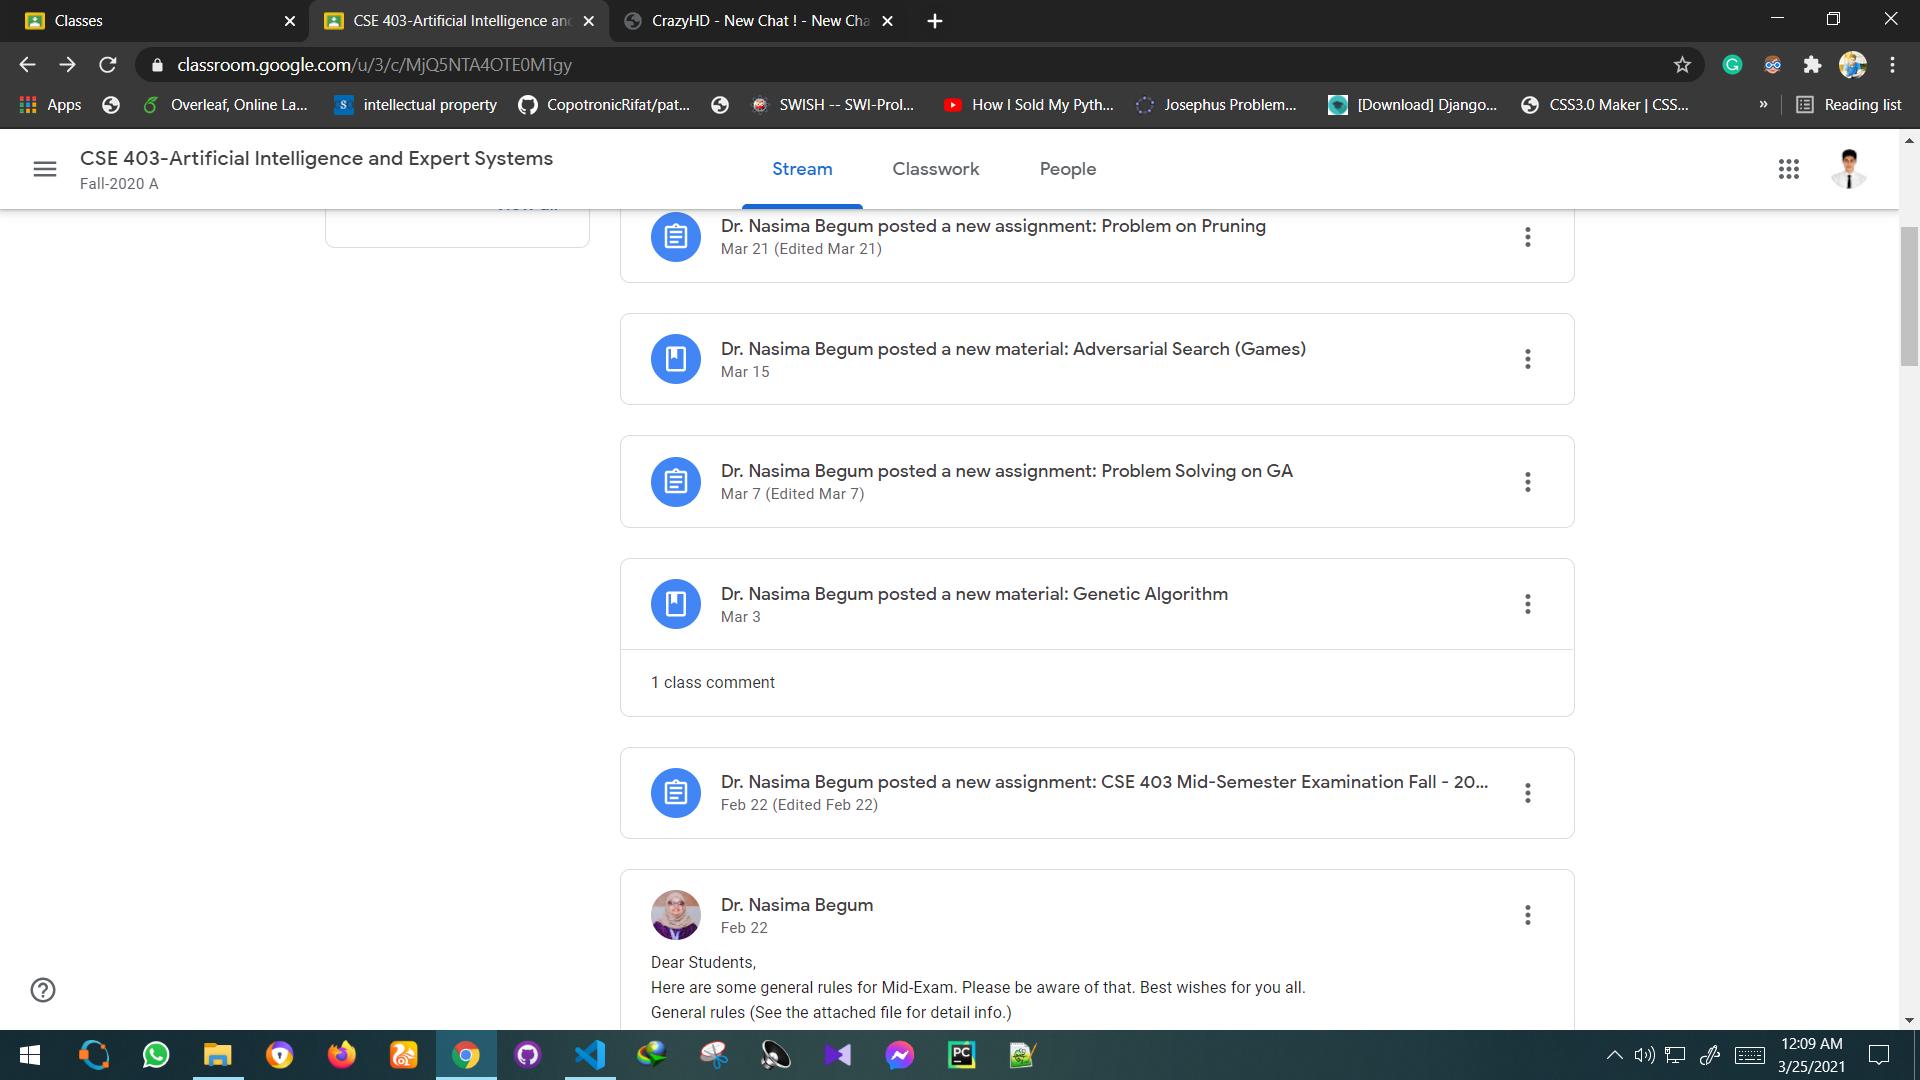 Classes
CSE 403-Artificial Intelligence and
CrazyHD - New Chat ! - New Cha
classroom.google.com/u/3/c/MjQ5NTA4OTE0MTgy
Apps
Overleaf, Online La...
intellectual property
CopotronicRifat/pat...
SWISH -- SWI-Prol...
How I Sold My Pyth...
Josephus Problem...
[Download] Django...
CSS3.0 Maker | CSS...
»
Reading list
CSE 403-Artificial Intelligence and Expert Systems
Fall-2020 A
Stream
Classwork
People
View all
Dr. Nasima Begum posted a new assignment: Problem on Pruning
Mar 21 (Edited Mar 21)
Dr. Nasima Begum posted a new material: Adversarial Search (Games)
Mar 15
Dr. Nasima Begum posted a new assignment: Problem Solving on GA
Mar 7 (Edited Mar 7)
Dr. Nasima Begum posted a new material: Genetic Algorithm
Mar 3
1 class comment
Dr. Nasima Begum posted a new assignment: CSE 403 Mid-Semester Examination Fall - 20...
Feb 22 (Edited Feb 22)
Dr. Nasima Begum
Feb 22
Dear Students,
Here are some general rules for Mid-Exam. Please be aware of that. Best wishes for you all.
General rules (See the attached file for detail info.)
PC
12:09 AM
3/25/2021